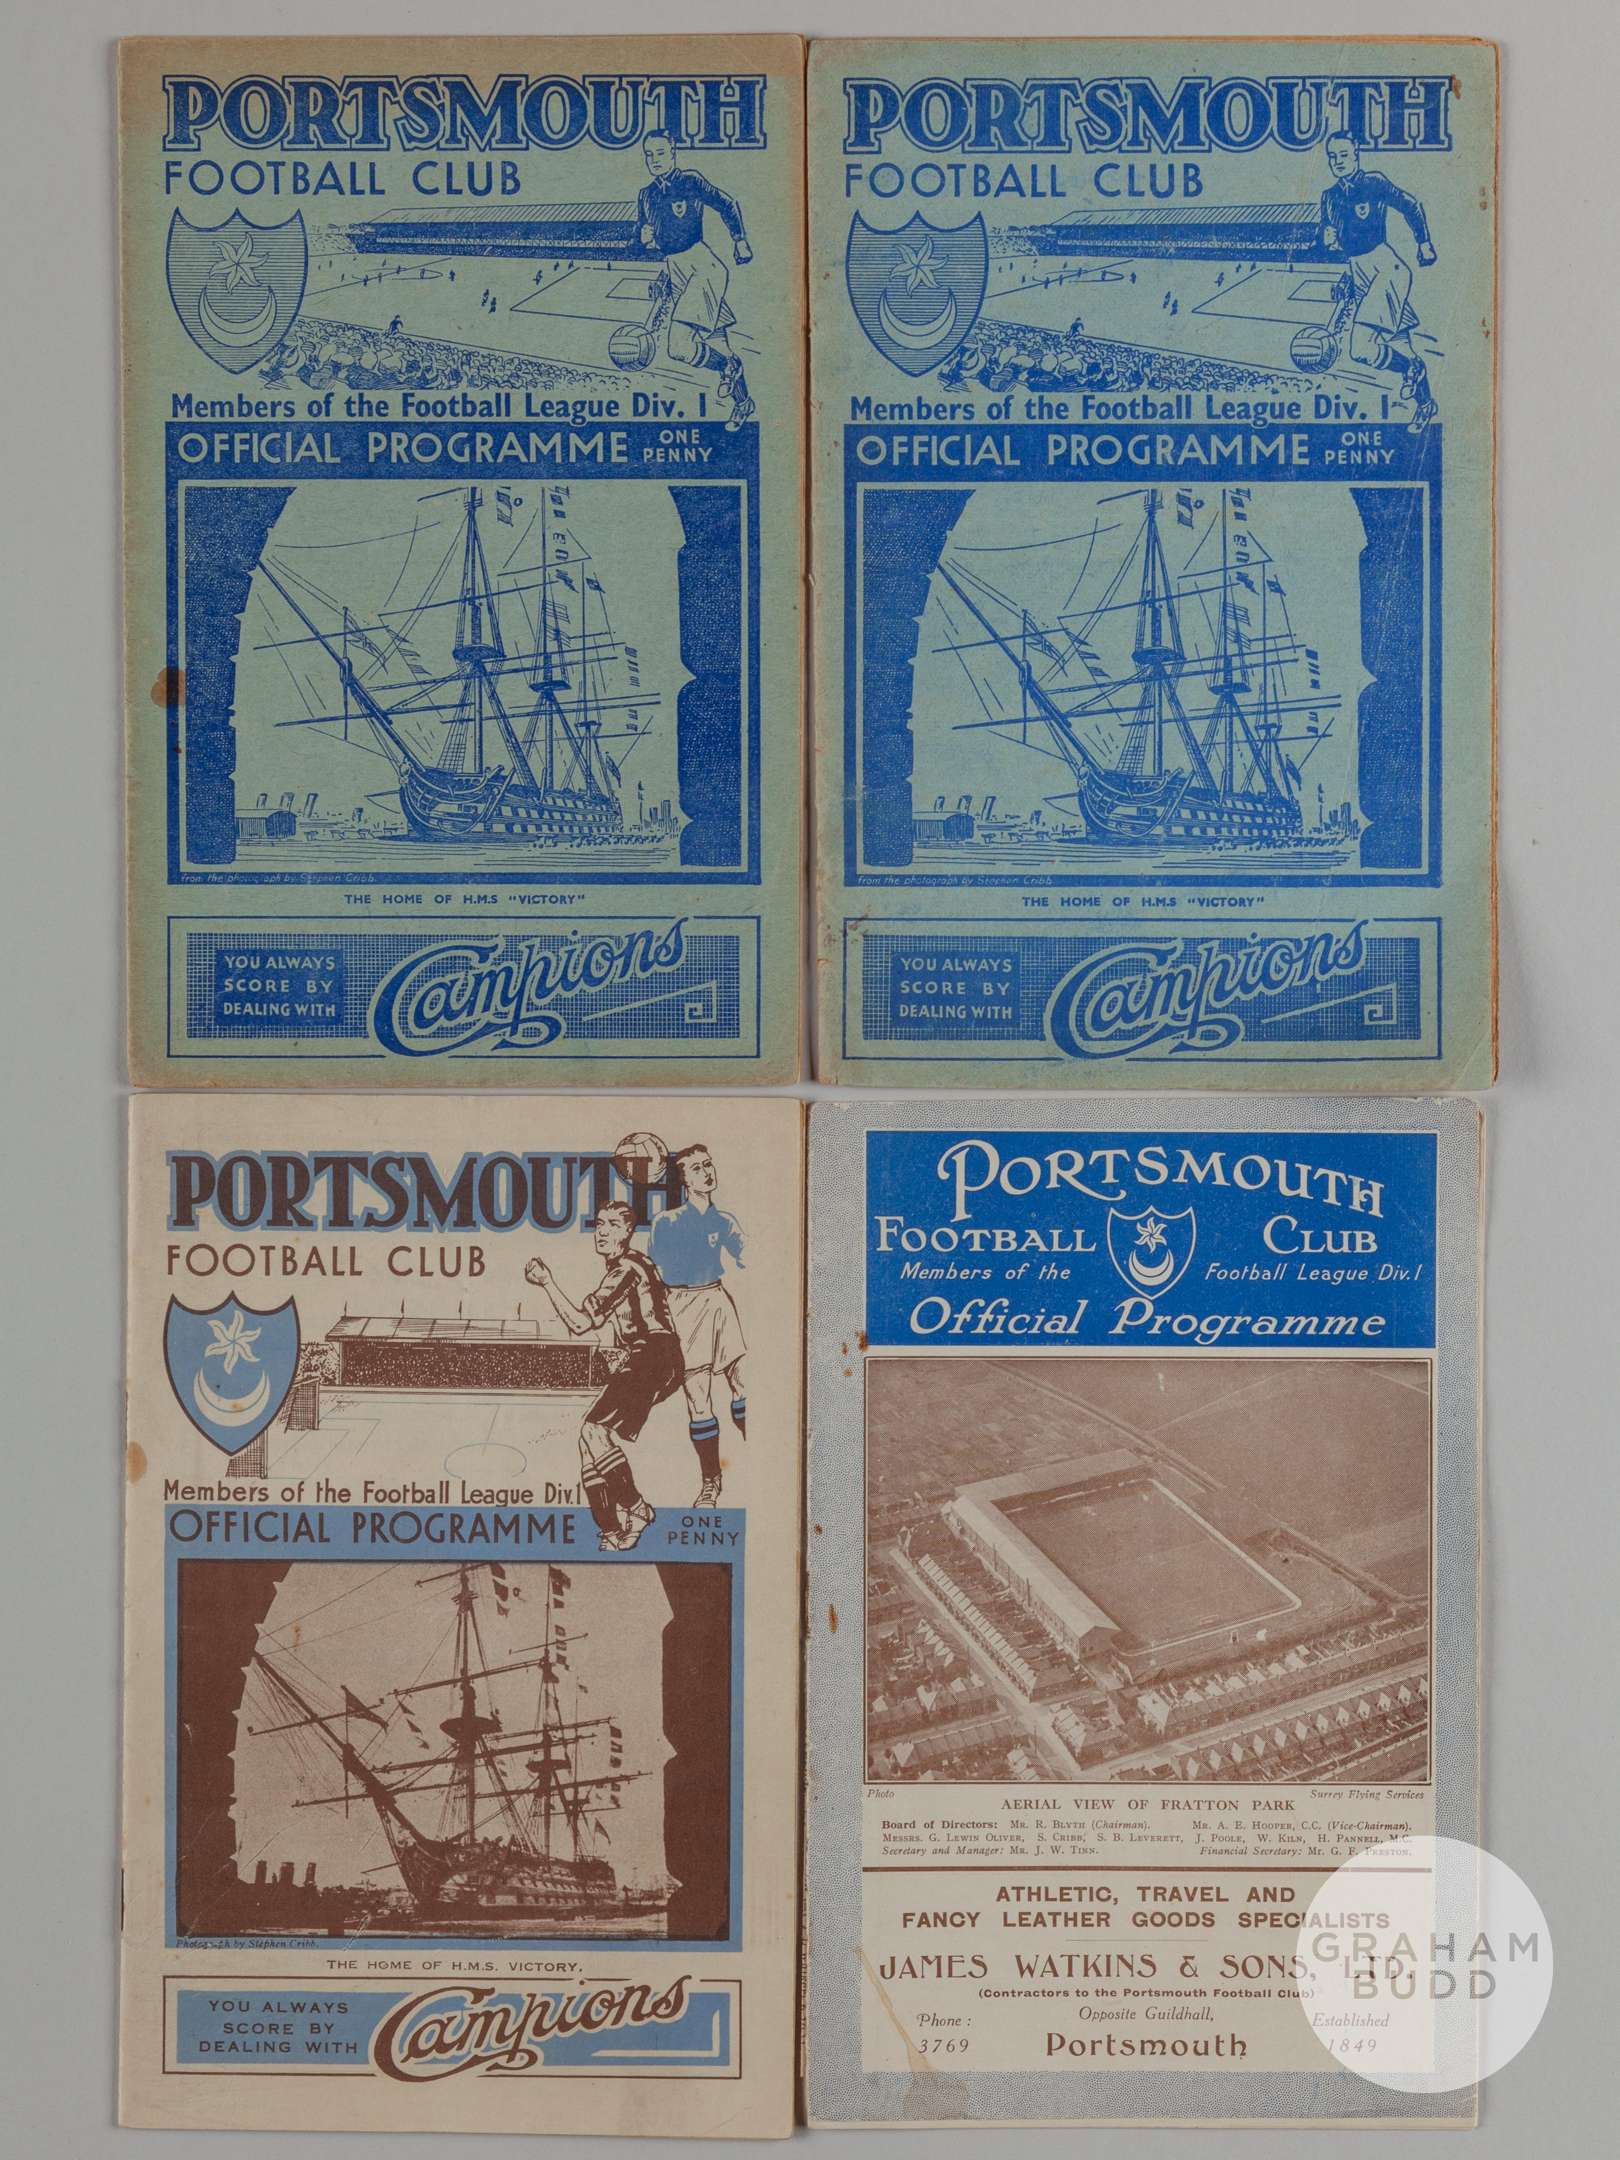 PORTSMOUTH
FOOTBALL CLUB
Members of the Football League Div. 1
OFFICIAL PROGRAMME ONE PENNY
from the photograph by Stephen Cribb.
THE HOME OF H.M.S "VICTORY"
YOU ALWAYS
SCORE BY
DEALING WITH
Campions
PORTSMOUTH
FOOTBALL CLUB
Members of the Football League Div. 1
OFFICIAL PROGRAMME ONE PENNY
from the photograph by Stephen Cribb.
THE HOME OF H.M.S "VICTORY"
YOU ALWAYS
SCORE BY
DEALING WITH
Campions
PORTSMOUTH
FOOTBALL CLUB
Members of the Football League Div.1
OFFICIAL PROGRAMME ONE PENNY
Photograph by Stephen Cribb.
THE HOME OF H.M.S. VICTORY.
YOU ALWAYS
SCORE BY
DEALING WITH
Campions
PORTSMOUTH
FOOTBALL CLUB
Members of the Football League Div. 1
Official Programme
Photo Surrey Flying Services
AERIAL VIEW OF FRATTON PARK
Board of Directors: MR. R. BLYTH (Chairman). MR. A. E. HOOPER, C.C. (Vice-Chairman).
MESSRS. G. LEWIN OLIVER, S. CRIBB, S. B. LEVERETT, J. POOLE, W. KILN, H. PANNELL, M.C.
Secretary and Manager: MR. J. W. TINN. Financial Secretary: MR. G. F. PRESTON.
ATHLETIC, TRAVEL AND
FANCY LEATHER GOODS SPECIALISTS
JAMES WATKINS & SONS, LTD.
(Contractors to the Portsmouth Football Club)
Phone : Opposite Guildhall, Established
3769 Portsmouth 1849
GRAHAM
BUDD